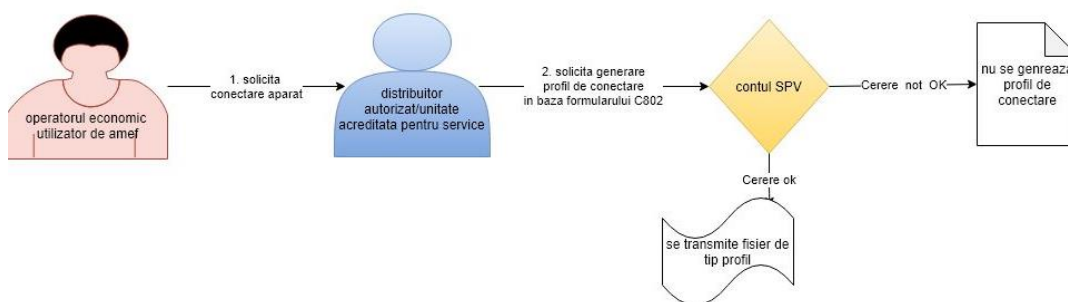 operatorul economic
utilizator de amef
1. solicita
conectare aparat
distribuitor
autorizat/unitate
acreditata pentru service
2. solicita generare
profil de conectare
in baza formularului C802
contul SPV
Cerere not OK
nu se genreaza
profil de
conectare
Cerere ok
se transmite fisier de
tip profil